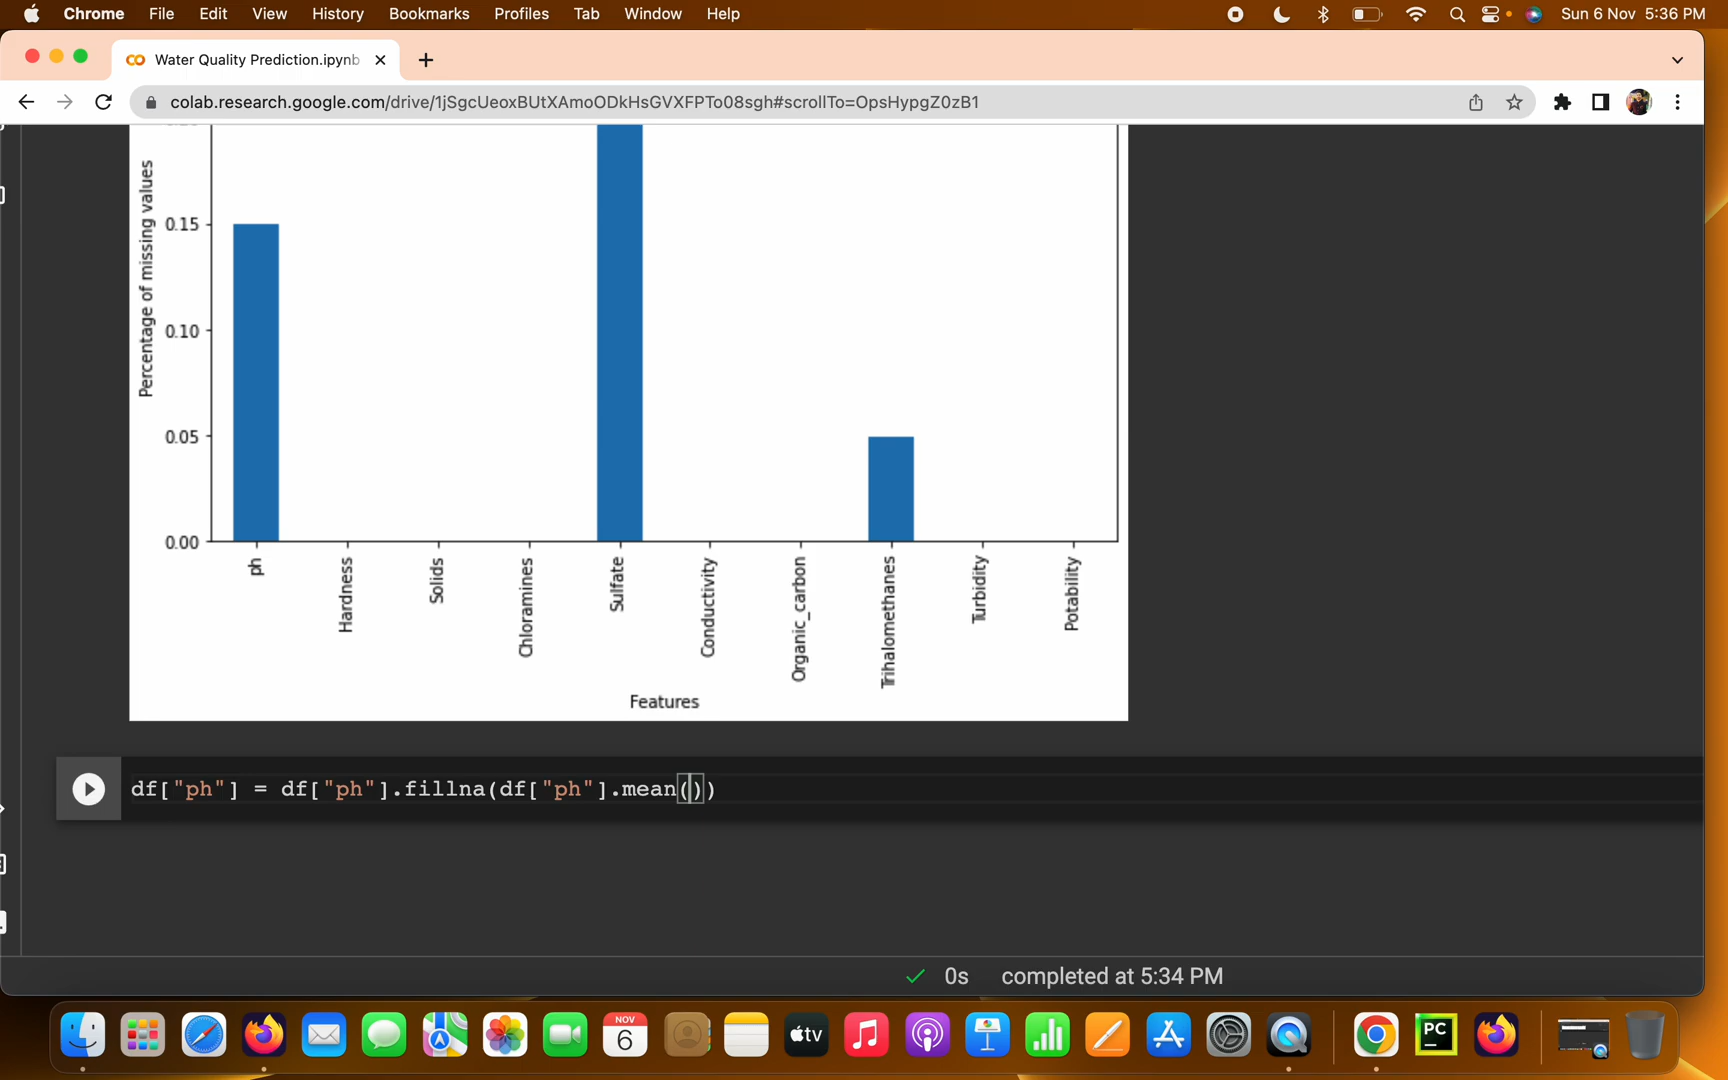 Chrome File Edit View History Bookmarks Profiles Tab Window Help Sun 6 Nov 5:36 PM
Water Quality Prediction.ipynb
colab.research.google.com/drive/1jSgcUeoxBUtXAmoODkHsGVXFPTo08sgh#scrollTo=OpsHypgZ0zB1
Percentage of missing values
0.15
0.10
0.05
0.00
ph
Hardness
Solids
Chloramines
Sulfate
Conductivity
Organic_carbon
Trihalomethanes
Turbidity
Potability
Features
df["ph"] = df["ph"].fillna(df["ph"].mean())
0s completed at 5:34 PM
NOV
6
tv
PC